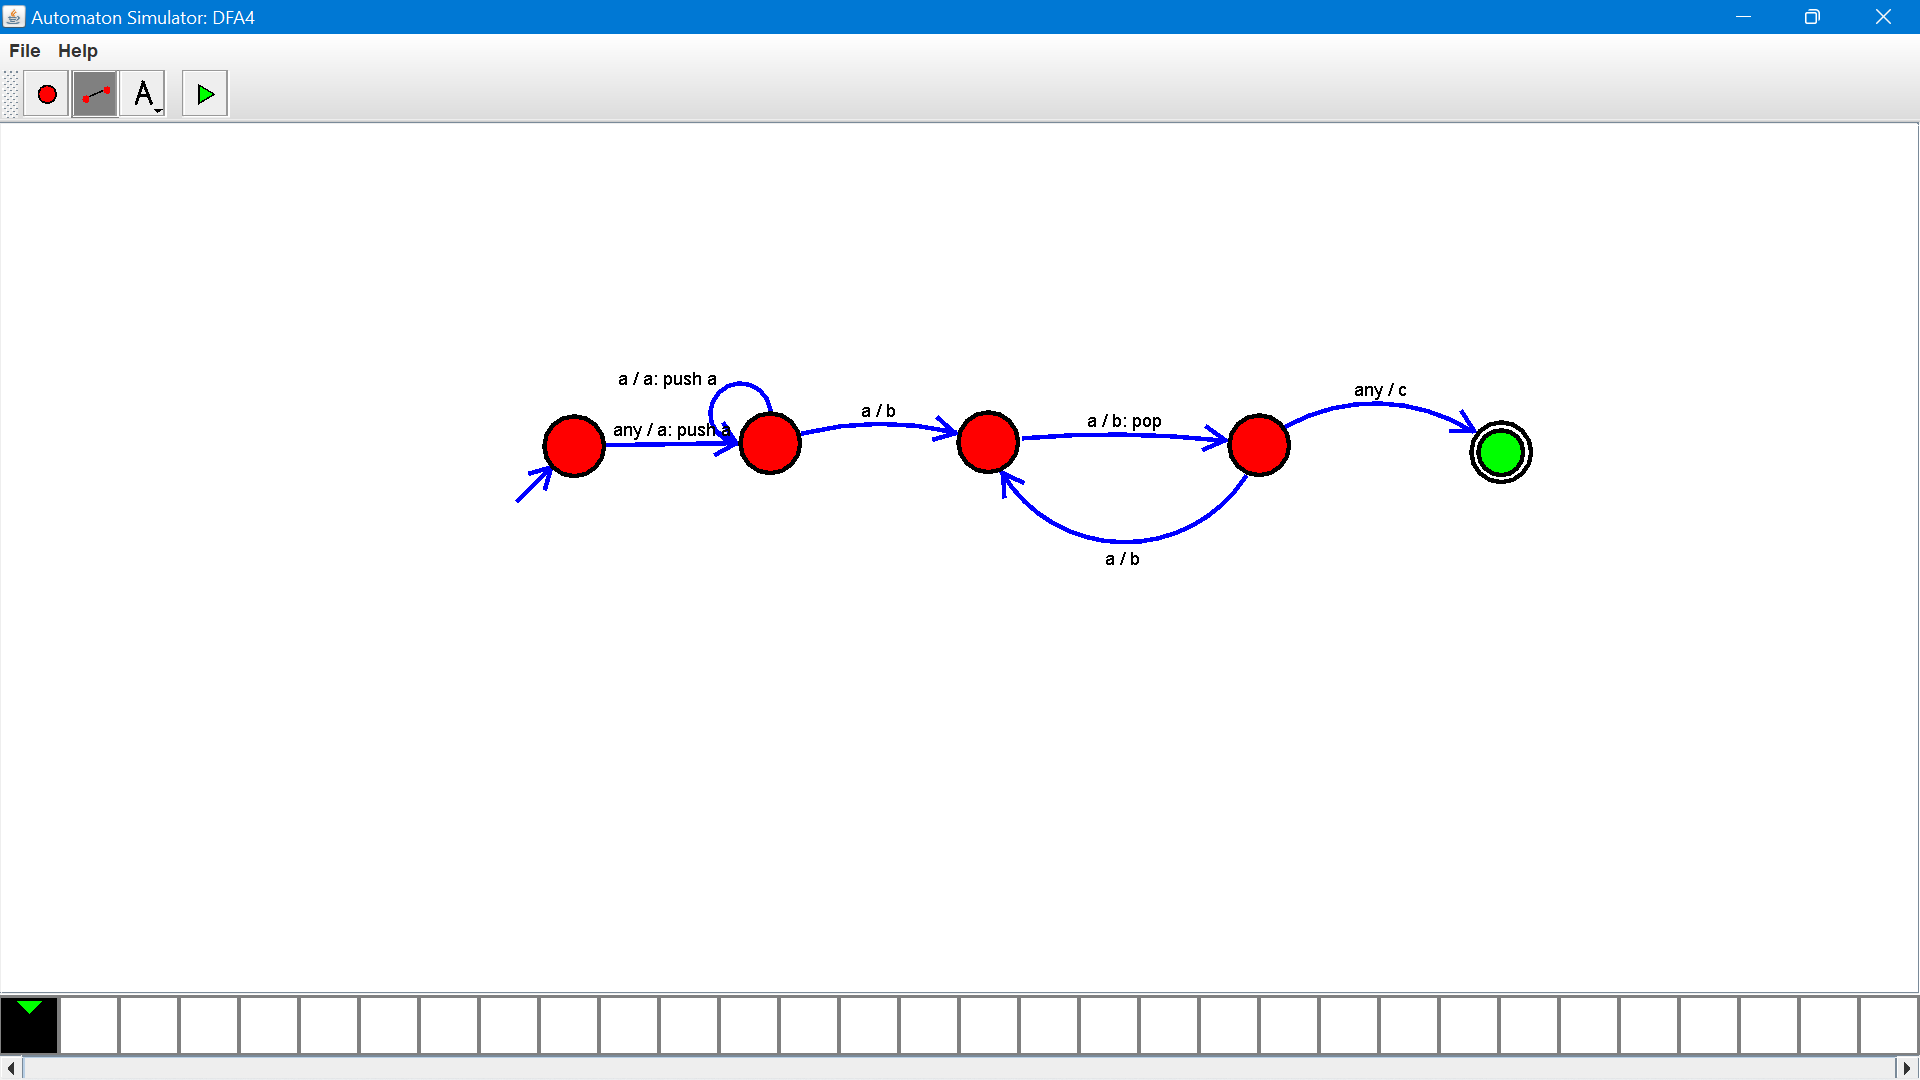 Automaton Simulator: DFA4
File Help
A
a / a: push a
any / a: push a
a / b
a / b: pop
any / c
a / b